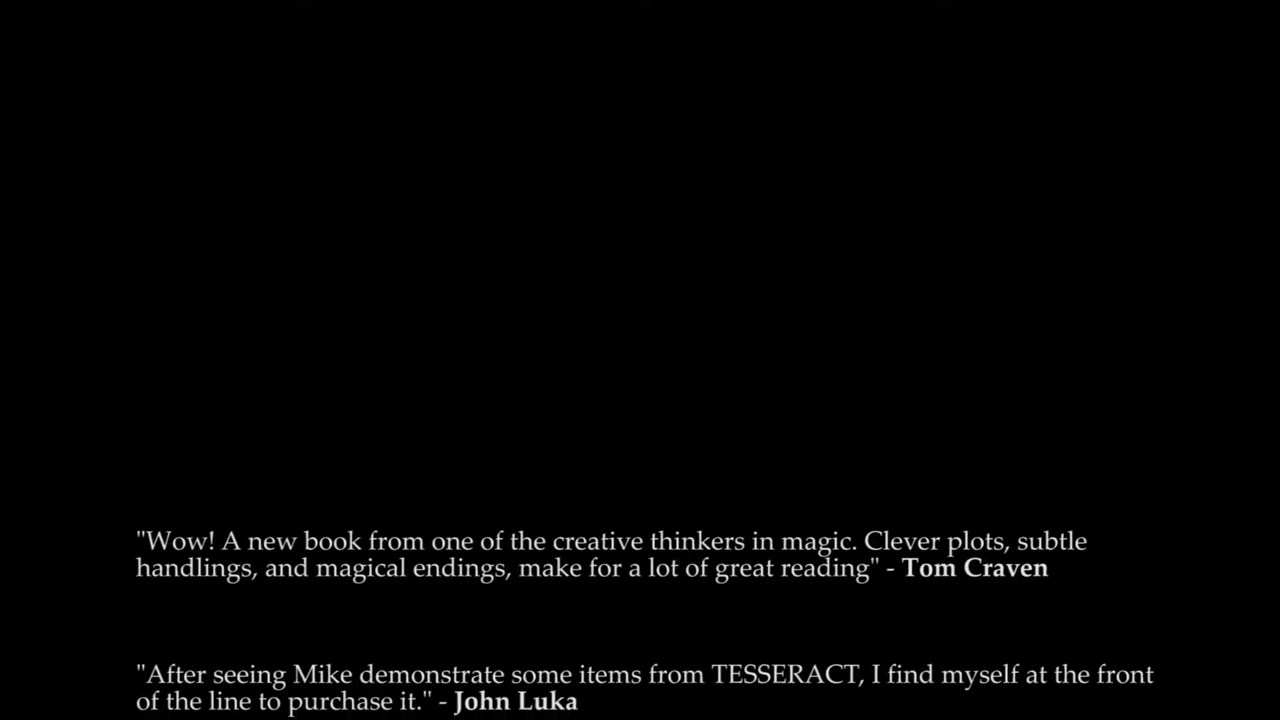 "Wow! A new book from one of the creative thinkers in magic. Clever plots, subtle
handlings, and magical endings, make for a lot of great reading" - Tom Craven
"After seeing Mike demonstrate some items from TESSERACT, I find myself at the front
of the line to purchase it." - John Luka